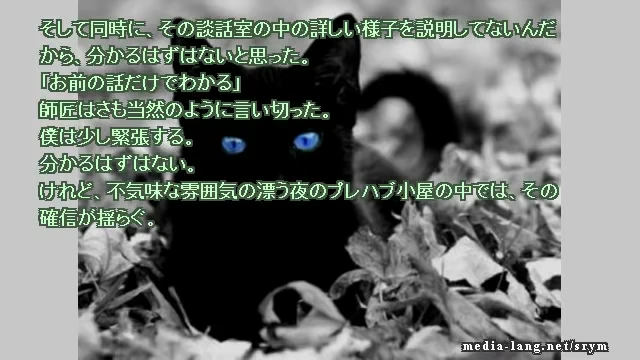 そして同時に、その談話室の中の詳しい様子を説明してないんだ
から、分かるはずはないと思った。
「お前の話だけでわかる」
師匠はさも当然のように言い切った。
僕は少し緊張する。
分かるはずはない。
けれど、不気味な雰囲気の漂う夜のプレハブ小屋の中では、その
確信が揺らぐ。
media-lang.net/srym